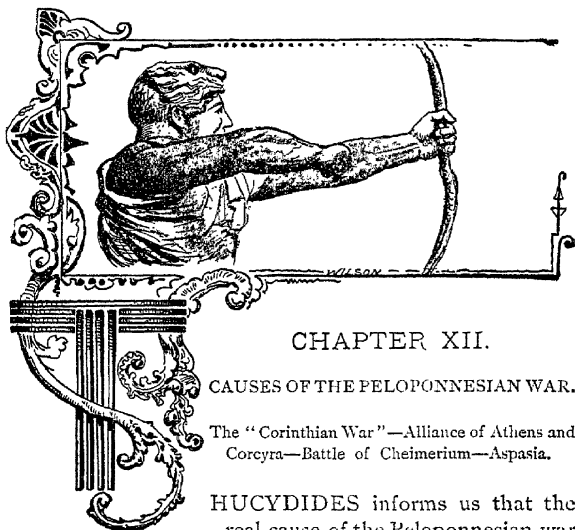 WILSON
CHAPTER XII.
CAUSES OF THE PELOPONNESIAN WAR.
The "Corinthian War"—Alliance of Athens and
Corcyra—Battle of Cheimerium—Aspasia.
THUCYDIDES informs us that the
real cause of the Peloponnesian war